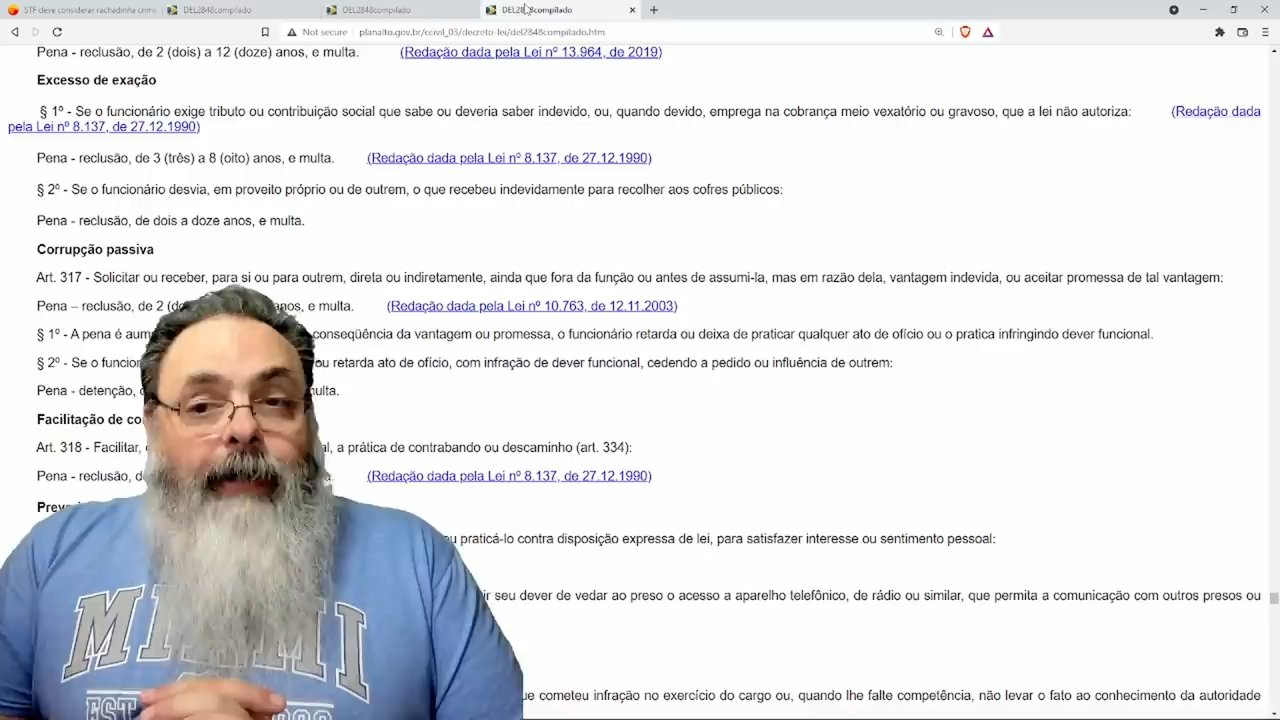 STF deve considerar rachadinha crim
DEL2848compilado
DEL2848compilado
DEL2848compilado
Not secure
planalto.gov.br/ccivil_03/decreto-lei/del2848compilado.htm
Pena - reclusão, de 2 (dois) a 12 (doze) anos, e multa. (Redação dada pela Lei nº 13.964, de 2019)
Excesso de exação
§ 1º - Se o funcionário exige tributo ou contribuição social que sabe ou deveria saber indevido, ou, quando devido, emprega na cobrança meio vexatório ou gravoso, que a lei não autoriza: (Redação dada
pela Lei nº 8.137, de 27.12.1990)
Pena - reclusão, de 3 (três) a 8 (oito) anos, e multa. (Redação dada pela Lei nº 8.137, de 27.12.1990)
§ 2º - Se o funcionário desvia, em proveito próprio ou de outrem, o que recebeu indevidamente para recolher aos cofres públicos:
Pena - reclusão, de dois a doze anos, e multa.
Corrupção passiva
Art. 317 - Solicitar ou receber, para si ou para outrem, direta ou indiretamente, ainda que fora da função ou antes de assumi-la, mas em razão dela, vantagem indevida, ou aceitar promessa de tal vantagem:
Pena – reclusão, de 2 (do anos, e multa. (Redação dada pela Lei nº 10.763, de 12.11.2003)
§ 1º - A pena é aum conseqüência da vantagem ou promessa, o funcionário retarda ou deixa de praticar qualquer ato de ofício ou o pratica infringindo dever funcional.
§ 2º - Se o funcion ou retarda ato de ofício, com infração de dever funcional, cedendo a pedido ou influência de outrem:
Pena - detenção, multa.
Facilitação de co
Art. 318 - Facilitar, a prática de contrabando ou descaminho (art. 334):
Pena - reclusão, d (Redação dada pela Lei nº 8.137, de 27.12.1990)
Prev
ou praticá-lo contra disposição expressa de lei, para satisfazer interesse ou sentimento pessoal:
ir seu dever de vedar ao preso o acesso a aparelho telefônico, de rádio ou similar, que permita a comunicação com outros presos ou
MIAMI
EST
que cometeu infração no exercício do cargo ou, quando lhe falte competência, não levar o fato ao conhecimento da autoridade